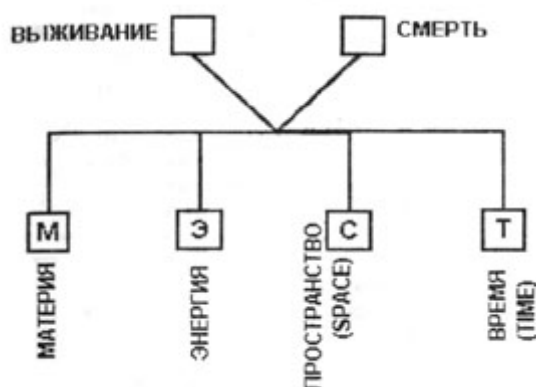 ВЫЖИВАНИЕ
СМЕРТЬ
М
Э
С
Т
МАТЕРИЯ
ЭНЕРГИЯ
ПРОСТРАНСТВО
(SPACE)
ВРЕМЯ
(TIME)